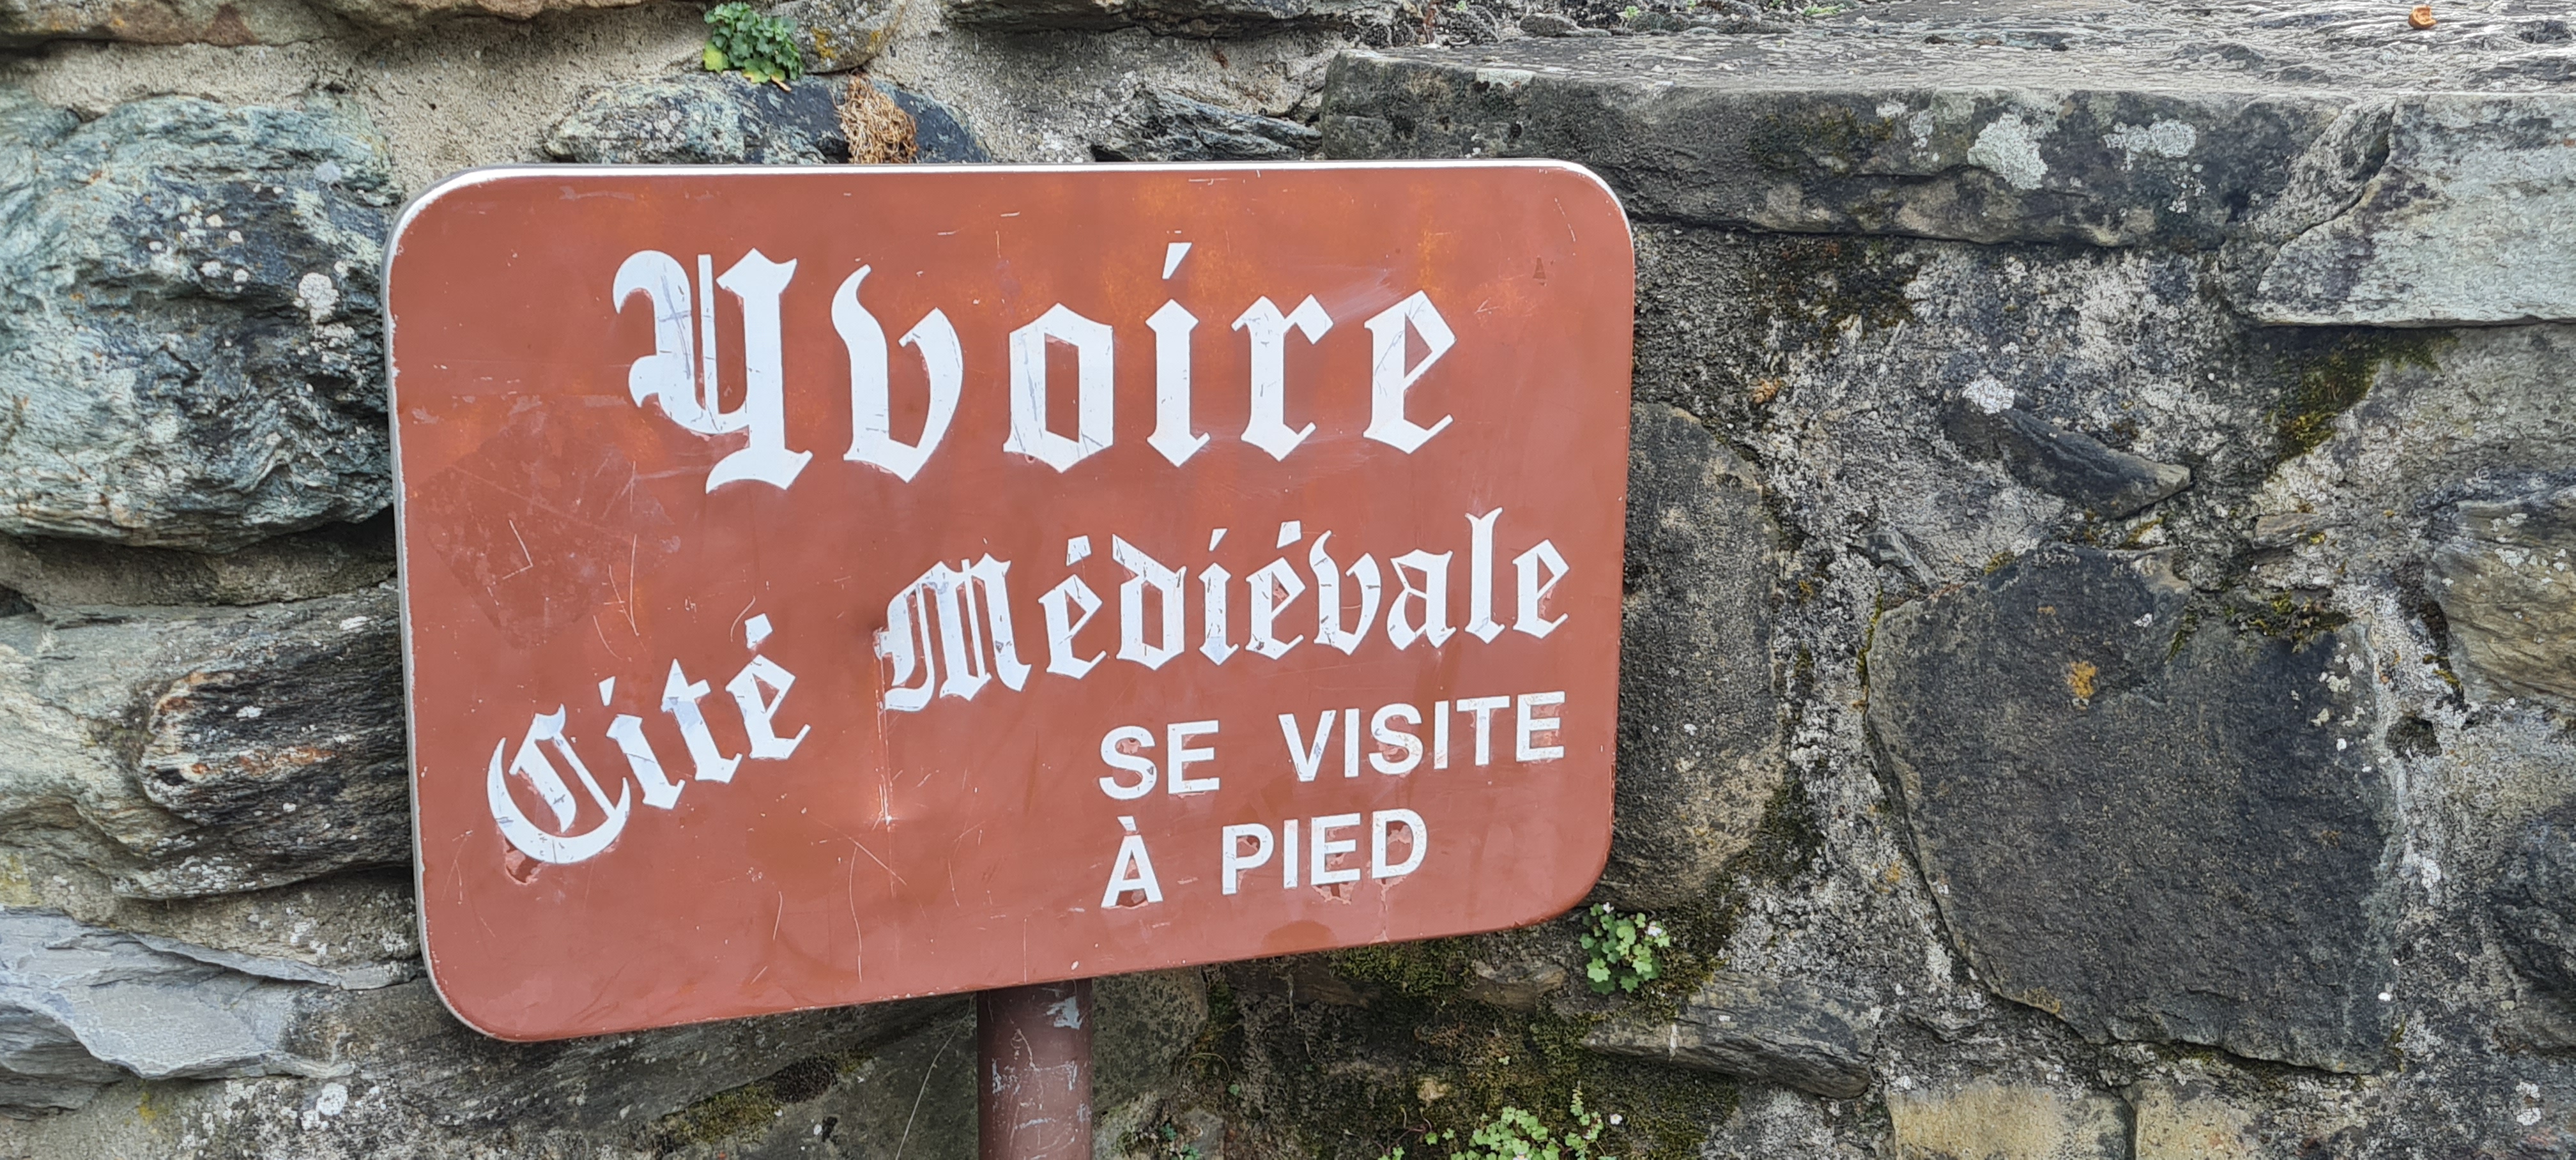 Yvoire
Cité Médiévale
SE VISITE
À PIED